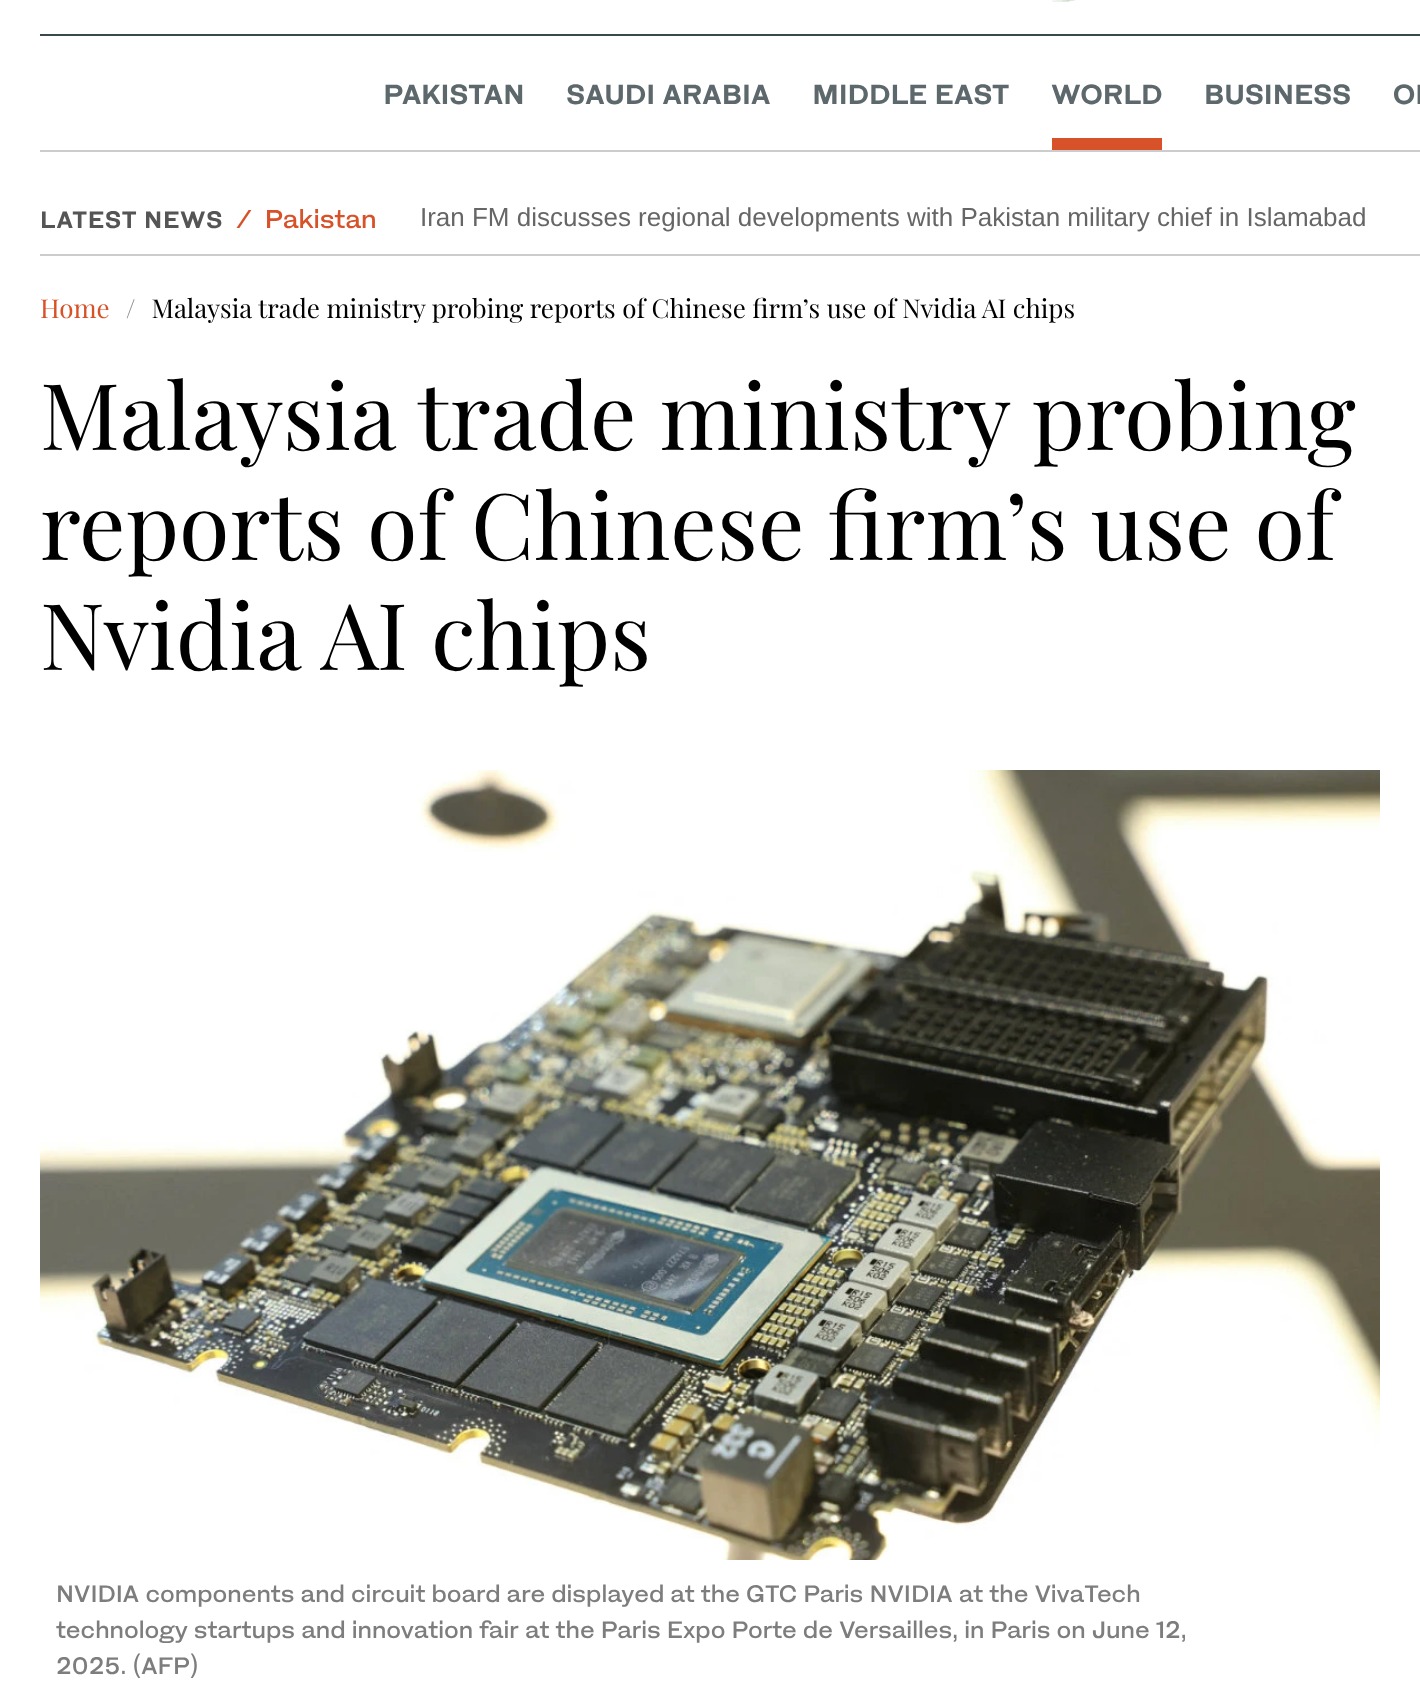 PAKISTAN SAUDI ARABIA MIDDLE EAST WORLD BUSINESS
LATEST NEWS / Pakistan Iran FM discusses regional developments with Pakistan military chief in Islamabad
Home / Malaysia trade ministry probing reports of Chinese firm’s use of Nvidia AI chips
Malaysia trade ministry probing
reports of Chinese firm’s use of
Nvidia AI chips
NVIDIA components and circuit board are displayed at the GTC Paris NVIDIA at the VivaTech
technology startups and innovation fair at the Paris Expo Porte de Versailles, in Paris on June 12,
2025. (AFP)